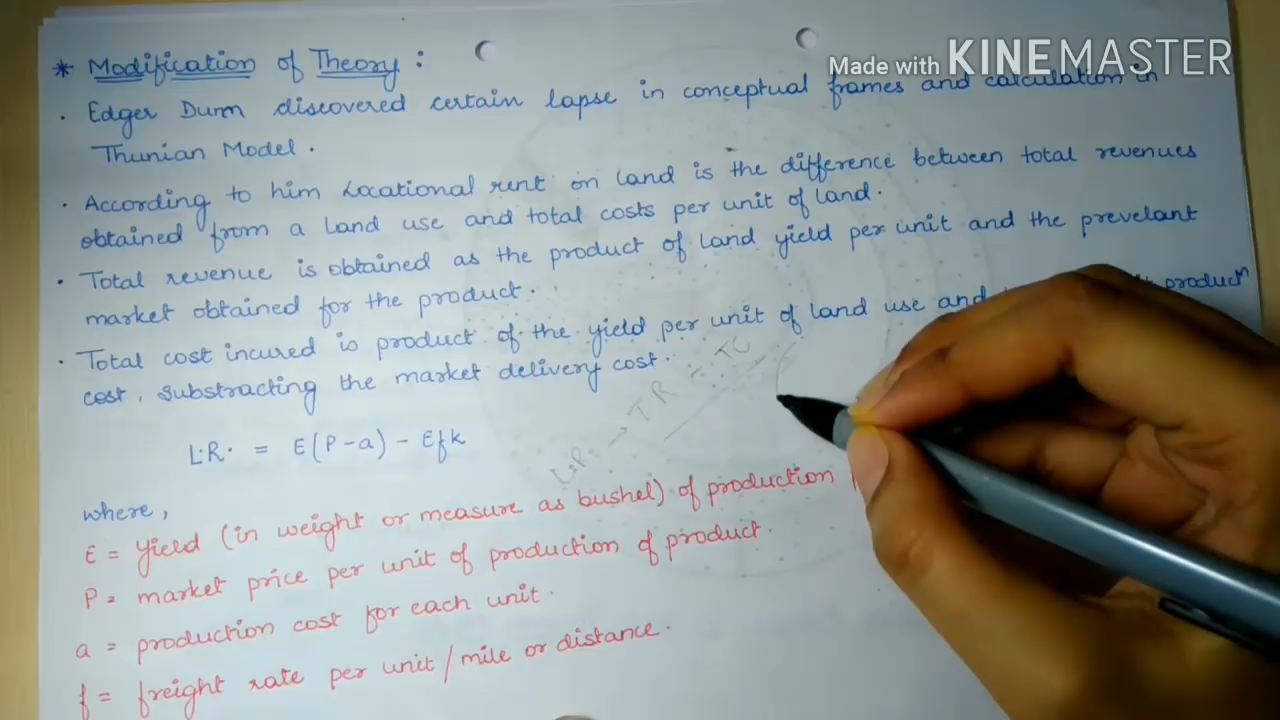 Made with KINEMASTER
* Modification of Theory :
. Edger Dunn discovered certain lapse in conceptual frames and calculation in
Thunian Model.
. According to him Locational rent on land is the difference between total revenues
obtained from a land use and total costs per unit of land.
. Total revenue is obtained as the product of land yield per unit and the prevelant
market obtained for the product.
. Total cost incured is product of the yield per unit of land use and product^n
cost, substracting the market delivery cost.
L.R. → TR - TC
L.R. = E(P-a) - Efk
where,
E = Yield (in weight or measure as bushel) of production
P = market price per unit of production of product.
a = production cost for each unit.
f = freight rate per unit/mile or distance.